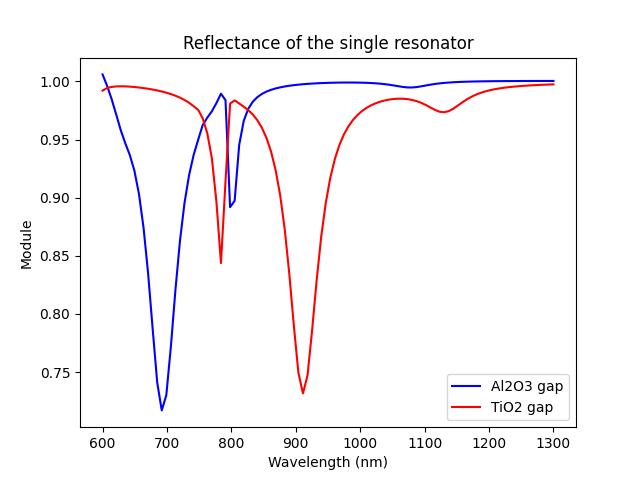 Reflectance of the single resonator
Module
1.00
0.95
0.90
0.85
0.80
0.75
Al2O3 gap
TiO2 gap
600 700 800 900 1000 1100 1200 1300
Wavelength (nm)